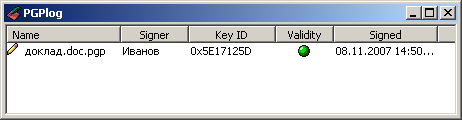 PGPlog
Name Signer Key ID Validity Signed
доклад.doc.pgp Иванов 0x5E17125D 08.11.2007 14:50...